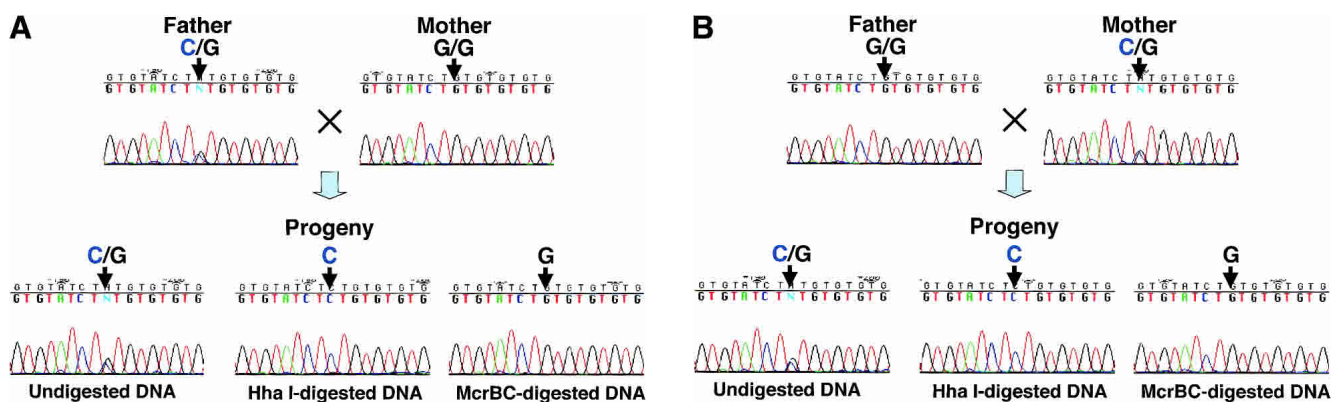 A
Father
C/G
GTGTATCTNTGTGTGTG
Mother
G/G
GTGTATCTGTGTGTGTG
Progeny
C/G
GTGTATCTNTGTGTGTG
Undigested DNA
C
GTGTATCTCTGTGTGTG
Hha I-digested DNA
G
GTGTATCTGTGTGTGTG
McrBC-digested DNA
B
Father
G/G
GTGTATCTGTGTGTGTG
Mother
C/G
GTGTATCTNTGTGTGTG
Progeny
C/G
GTGTATCTNTGTGTGTG
Undigested DNA
C
GTGTATCTCTGTGTGTG
Hha I-digested DNA
G
GTGTATCTGTGTGTGTG
McrBC-digested DNA